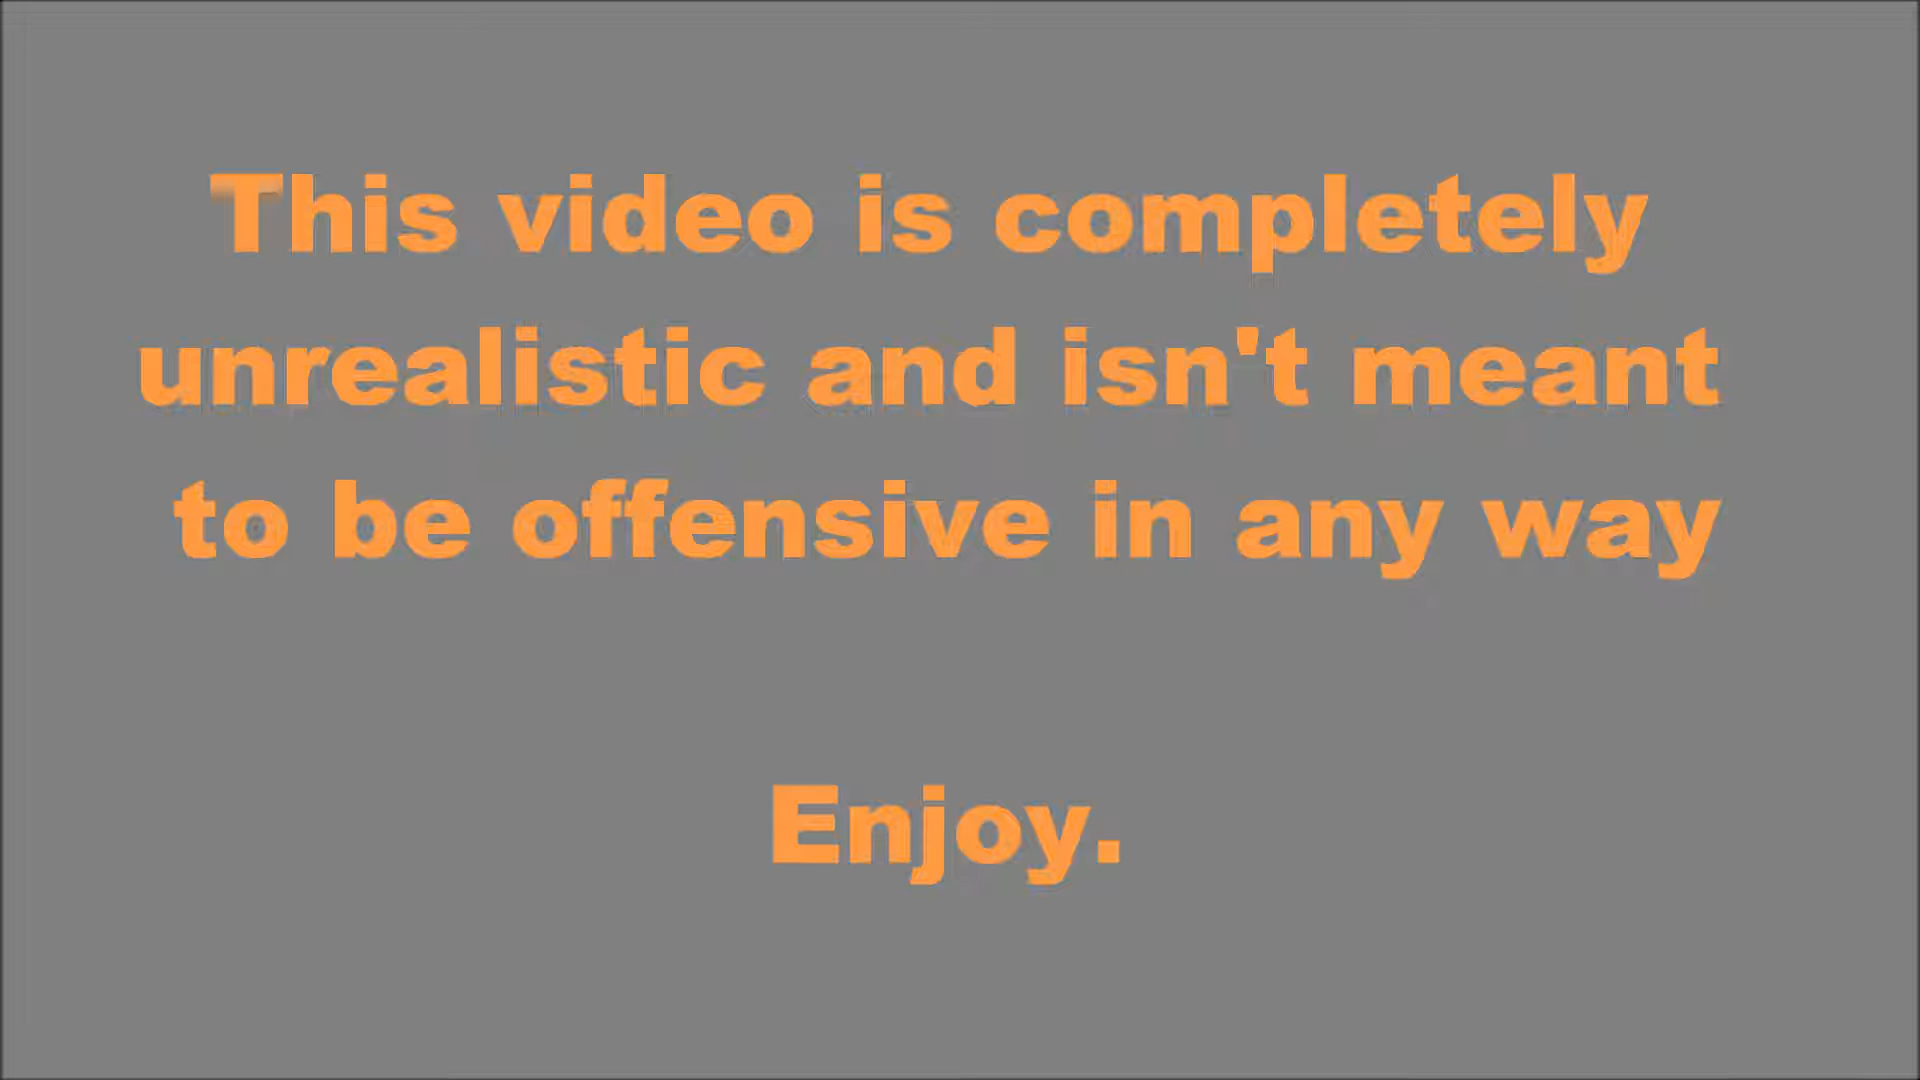 This video is completely
unrealistic and isn't meant
to be offensive in any way
Enjoy.